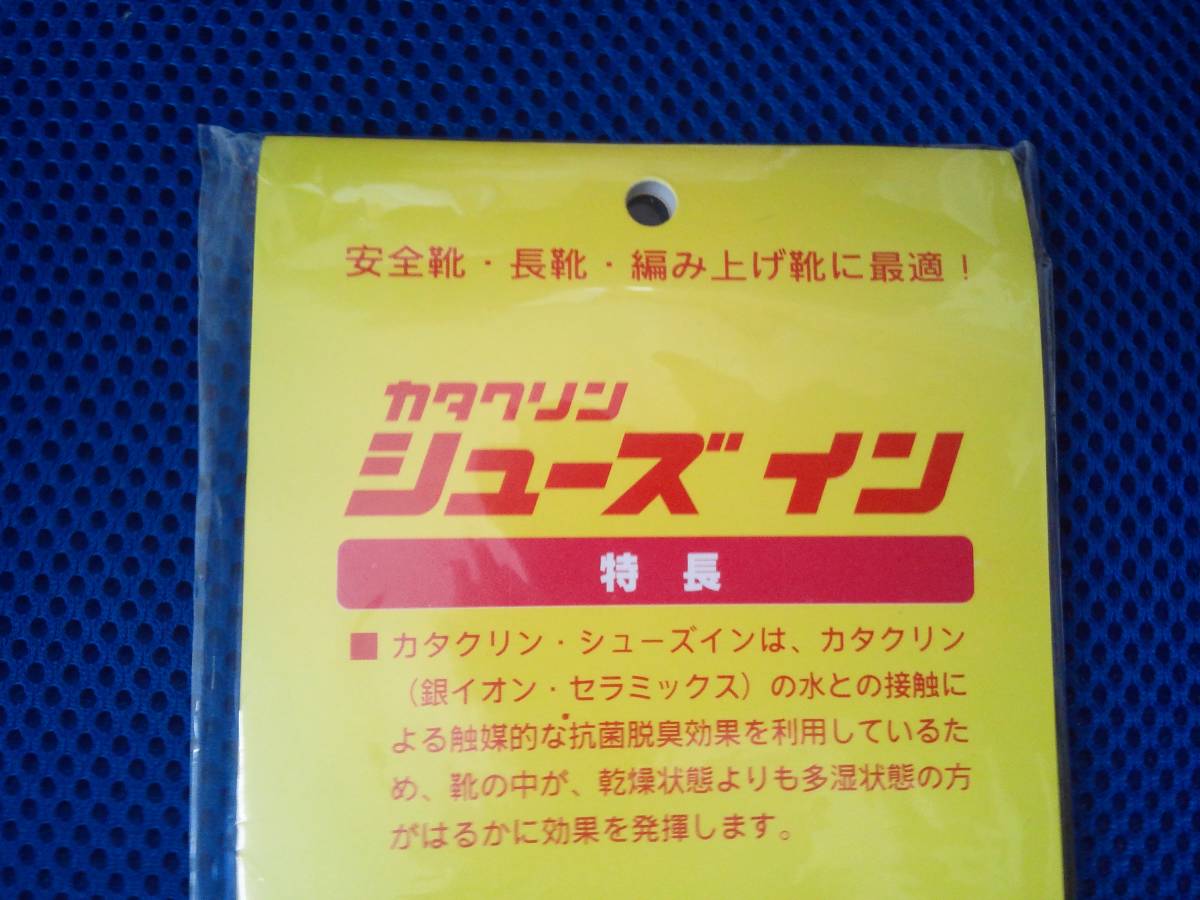 安全靴・長靴・編み上げ靴に最適！
カタクリン
シューズイン
特長
■ カタクリン・シューズインは、カタクリン
（銀イオン・セラミックス）の水との接触に
よる触媒的な抗菌脱臭効果を利用しているた
め、靴の中が、乾燥状態よりも多湿状態の方
がはるかに効果を発揮します。